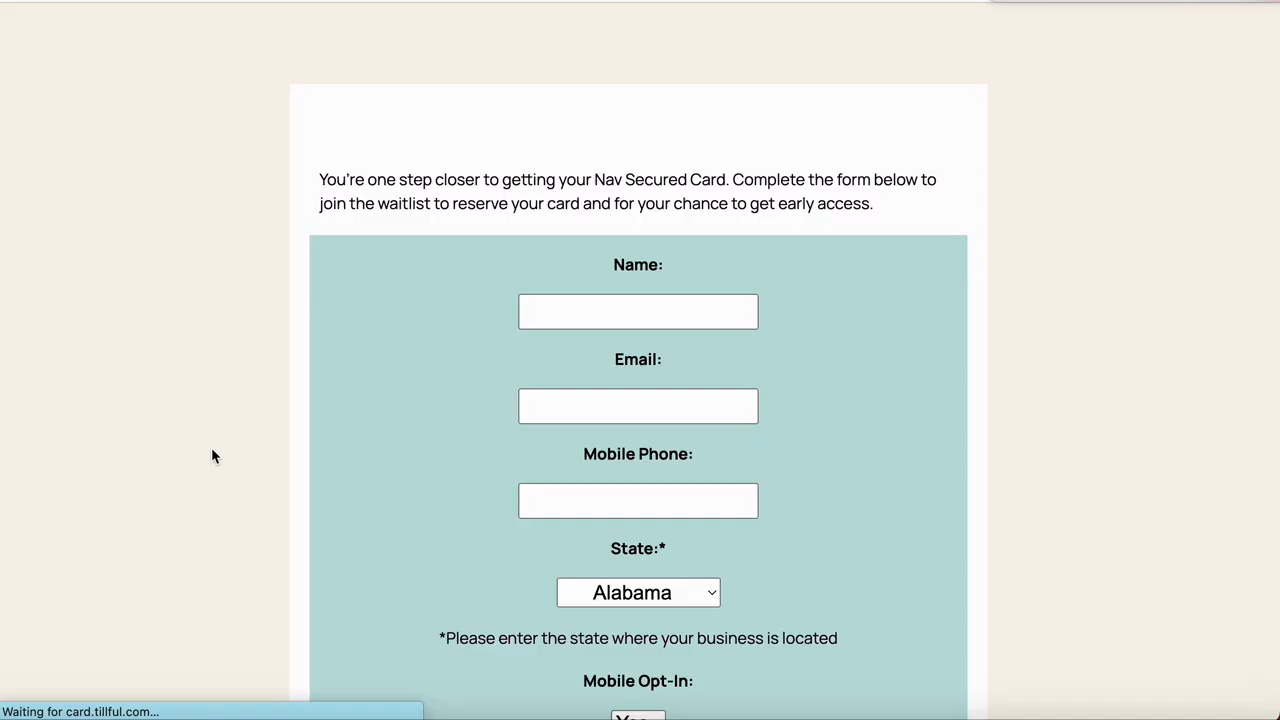 You're one step closer to getting your Nav Secured Card. Complete the form below to
join the waitlist to reserve your card and for your chance to get early access.
Name:
Email:
Mobile Phone:
State:*
Alabama
*Please enter the state where your business is located
Mobile Opt-In:
Yes
Waiting for card.tillful.com...